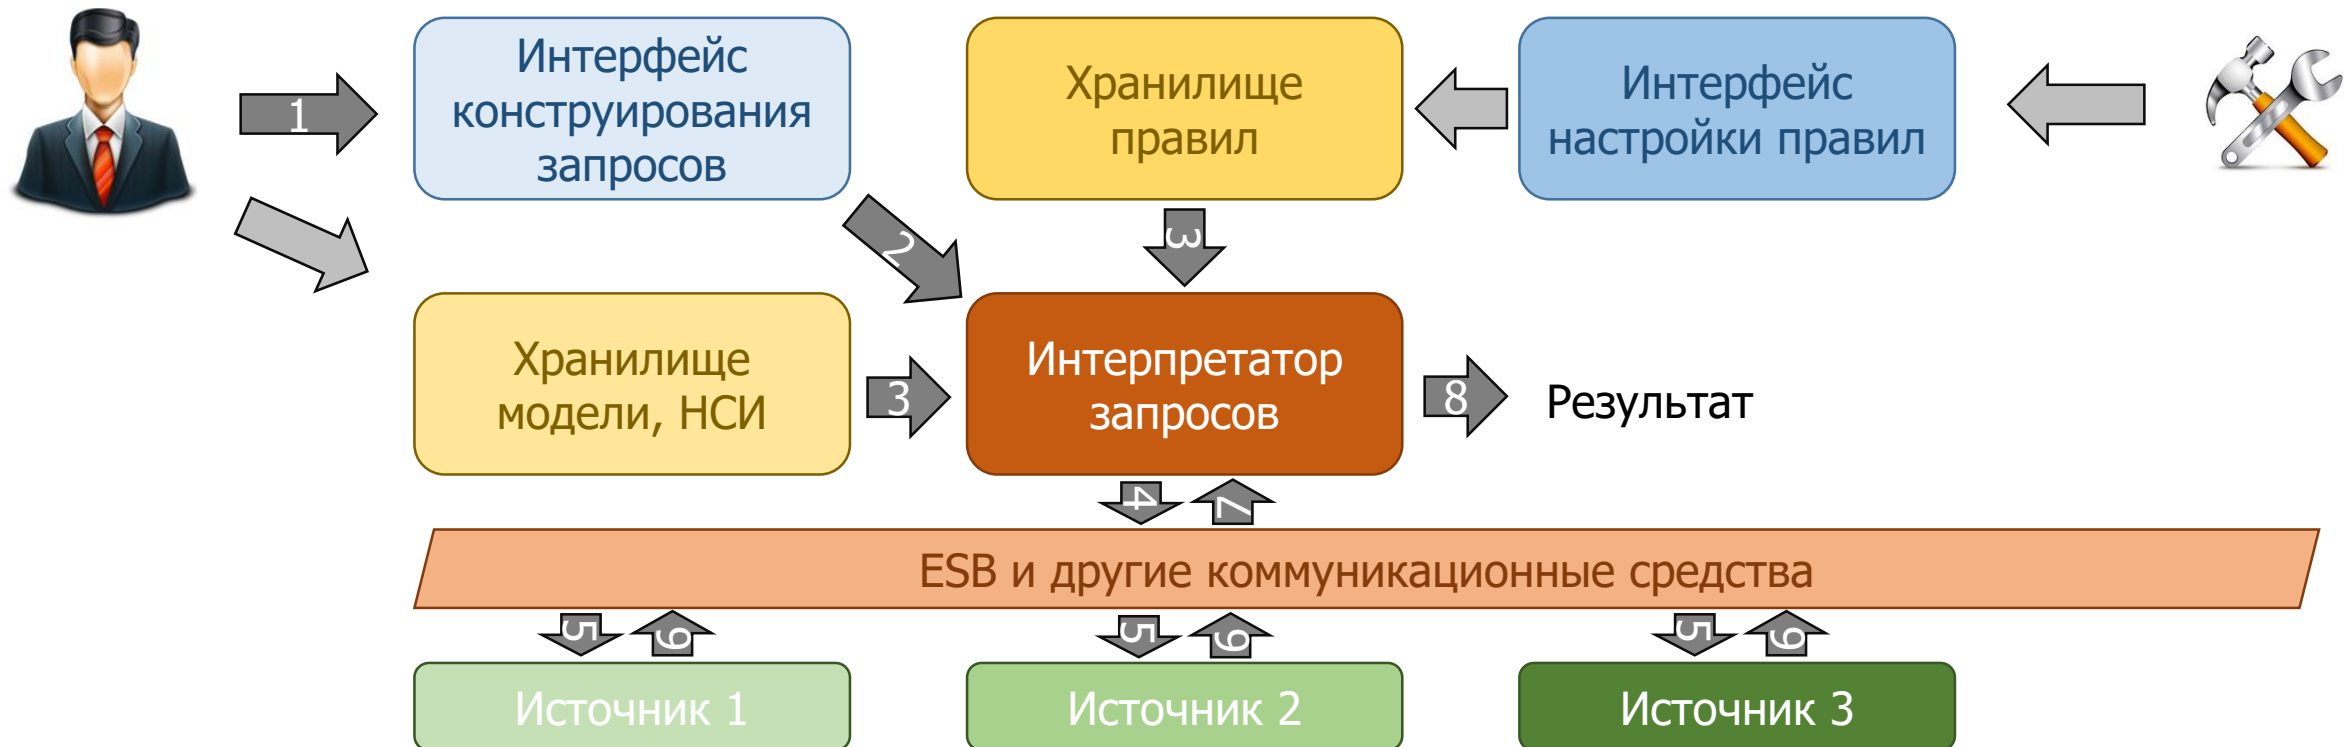 1
Интерфейс
конструирования
запросов
Хранилище
правил
Интерфейс
настройки правил
2
3
Хранилище
модели, НСИ
3
Интерпретатор
запросов
8
Результат
4
7
ESB и другие коммуникационные средства
5
6
5
6
5
6
Источник 1
Источник 2
Источник 3